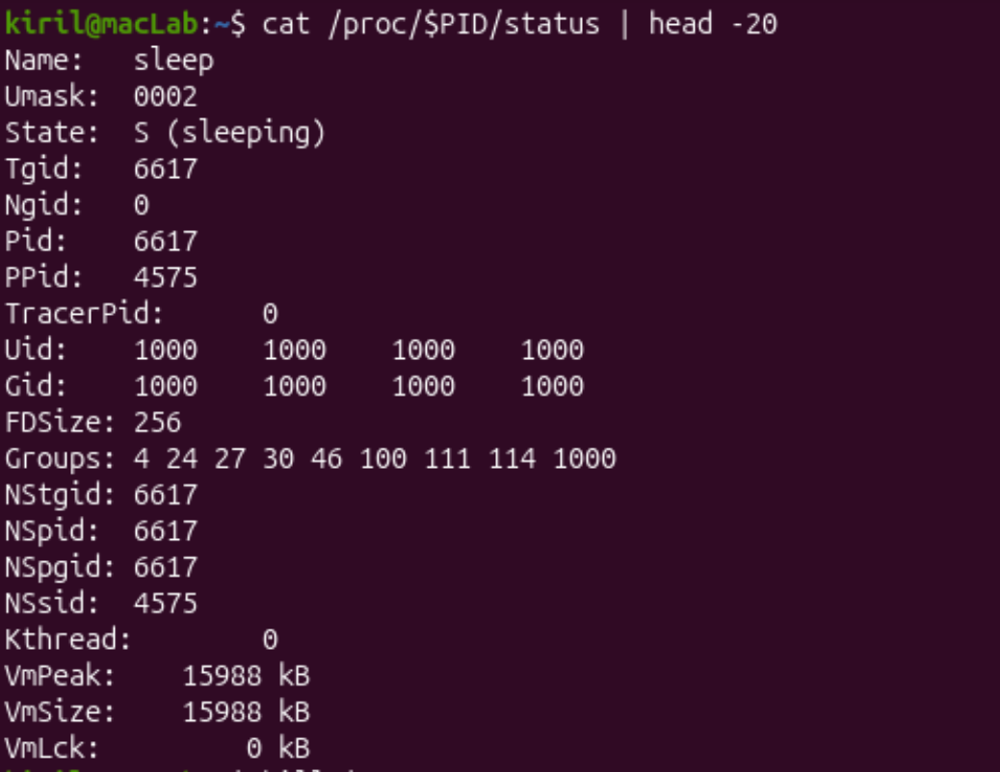 kiril@macLab:~$ cat /proc/$PID/status | head -20
Name:   sleep
Umask:  0002
State:  S (sleeping)
Tgid:   6617
Ngid:   0
Pid:    6617
PPid:   4575
TracerPid:      0
Uid:    1000    1000    1000    1000
Gid:    1000    1000    1000    1000
FDSize: 256
Groups: 4 24 27 30 46 100 111 114 1000
NStgid: 6617
NSpid:  6617
NSpgid: 6617
NSsid:  4575
Kthread:        0
VmPeak:    15988 kB
VmSize:    15988 kB
VmLck:         0 kB